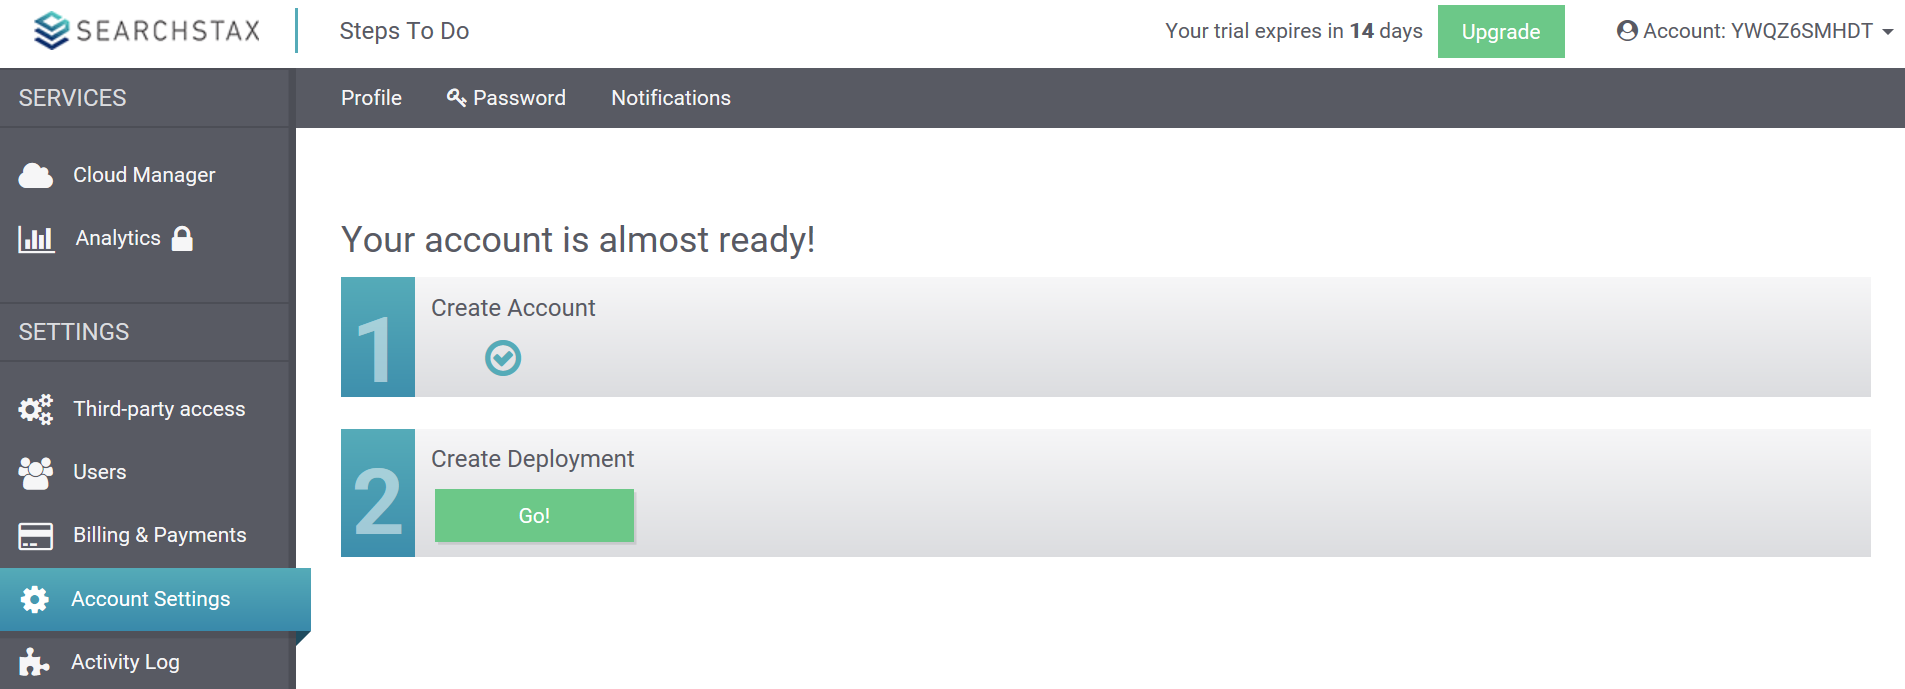 SEARCHSTAX
Steps To Do
Your trial expires in 14 days
Upgrade
Account: YWQZ6SMHDT
SERVICES
Profile
Password
Notifications
Cloud Manager
Analytics
SETTINGS
Third-party access
Users
Billing & Payments
Account Settings
Activity Log
Your account is almost ready!
1
Create Account
2
Create Deployment
Go!